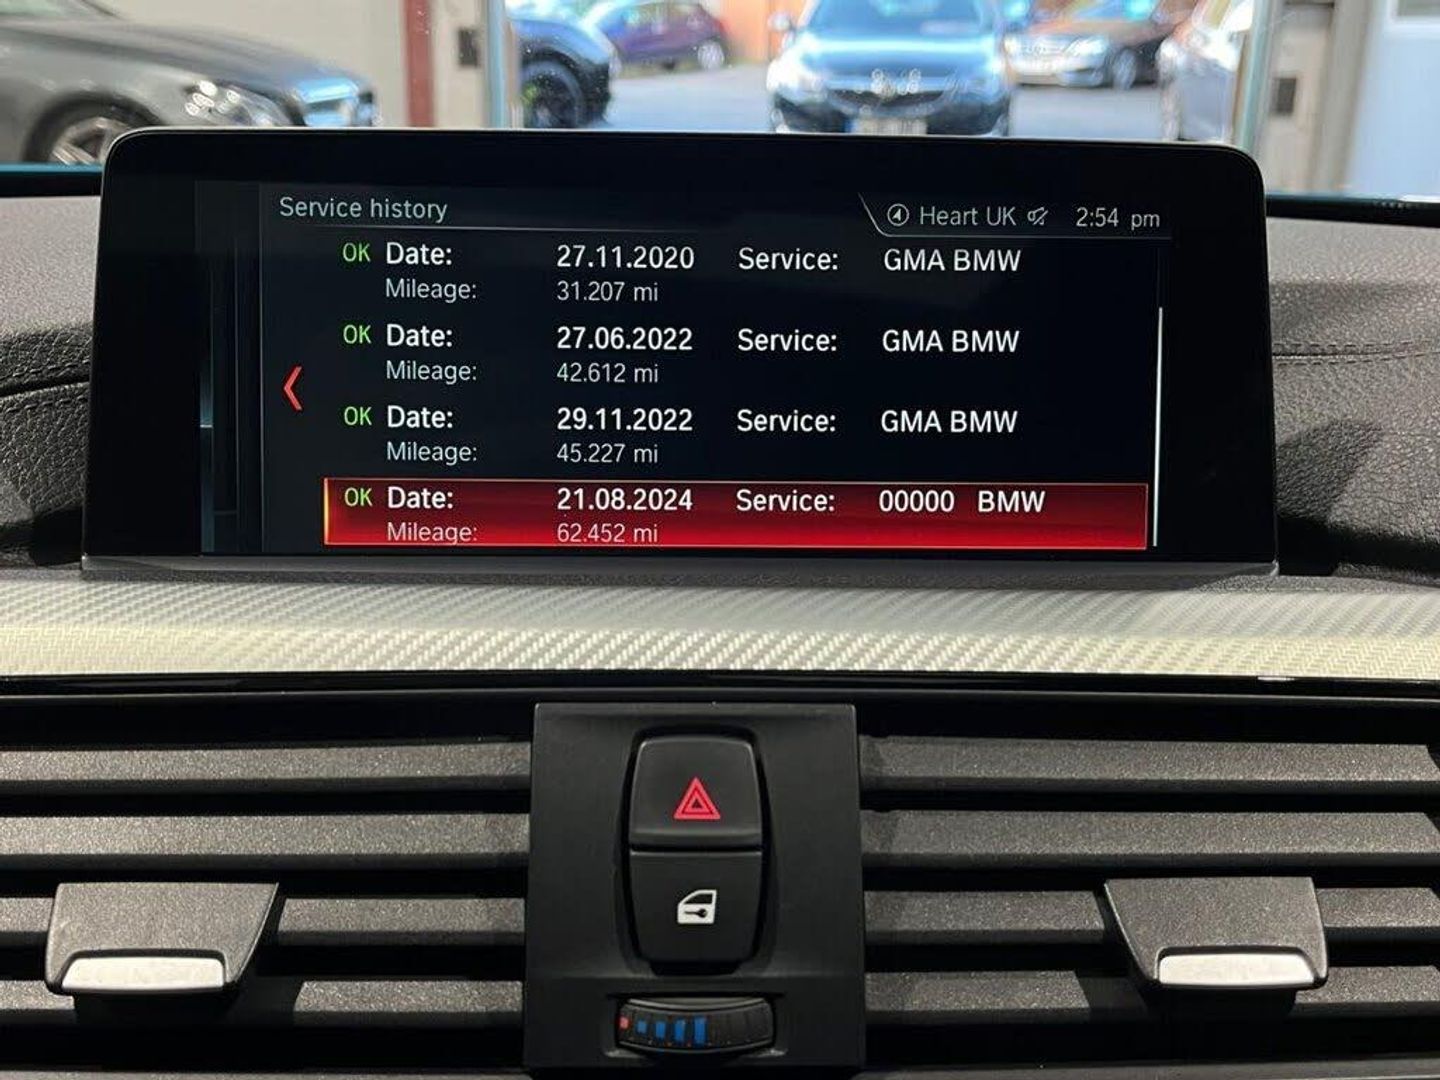 Service history
Heart UK 2:54 pm
OK Date: 27.11.2020 Service: GMA BMW
Mileage: 31.207 mi
OK Date: 27.06.2022 Service: GMA BMW
Mileage: 42.612 mi
OK Date: 29.11.2022 Service: GMA BMW
Mileage: 45.227 mi
OK Date: 21.08.2024 Service: 00000 BMW
Mileage: 62.452 mi